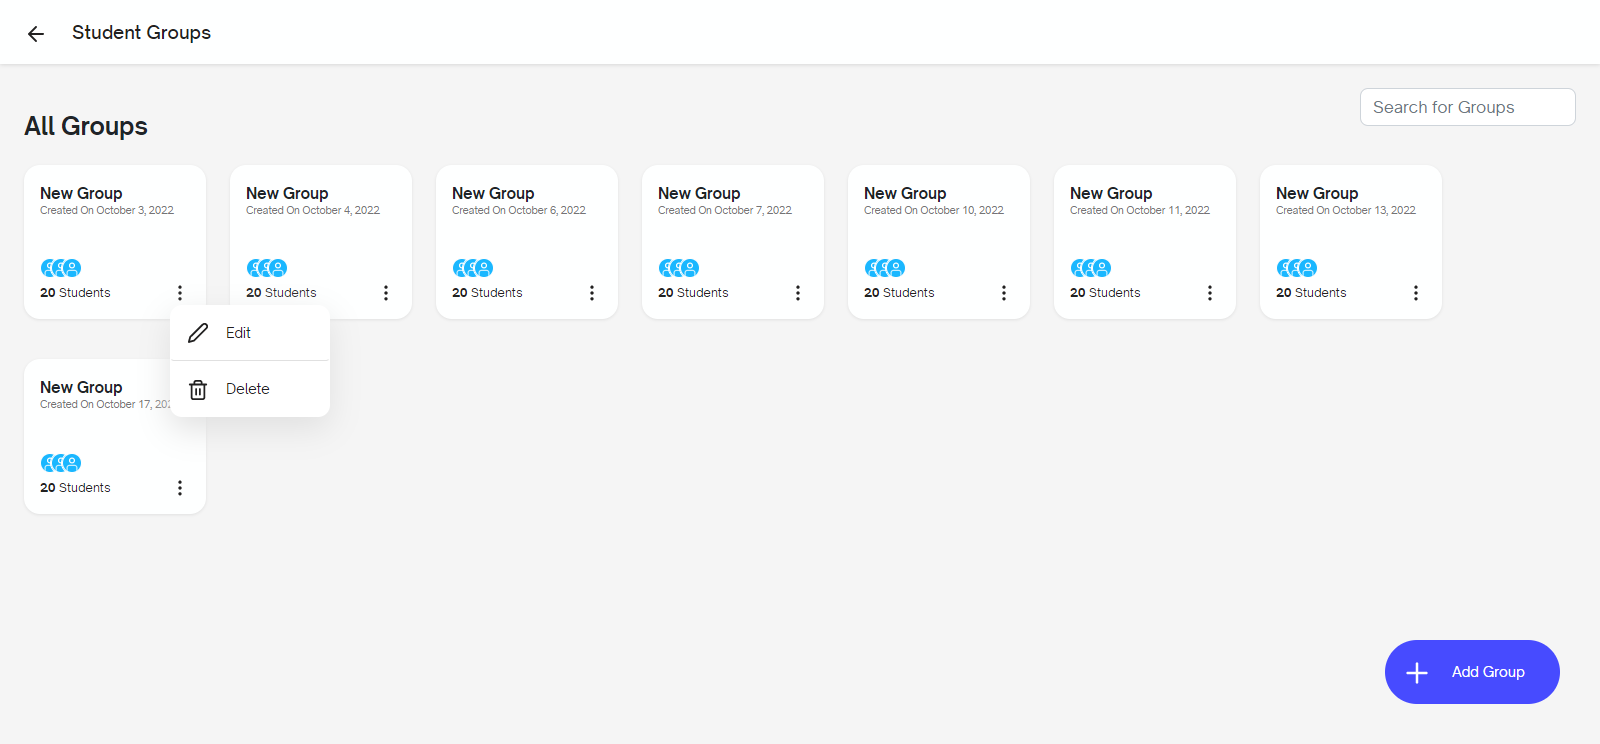 Student Groups
Search for Groups
All Groups
New Group
Created On October 3, 2022
20 Students
New Group
Created On October 4, 2022
20 Students
New Group
Created On October 6, 2022
20 Students
New Group
Created On October 7, 2022
20 Students
New Group
Created On October 10, 2022
20 Students
New Group
Created On October 11, 2022
20 Students
New Group
Created On October 13, 2022
20 Students
Edit
Delete
New Group
Created On October 17, 202
20 Students
Add Group